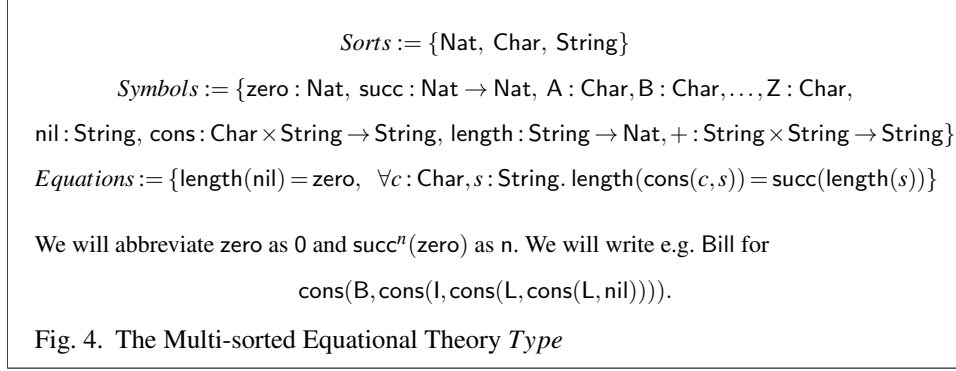 Sorts := {Nat, Char, String}
Symbols := {zero : Nat, succ : Nat → Nat, A : Char, B : Char, . . . , Z : Char,
nil : String, cons : Char × String → String, length : String → Nat, + : String × String → String}
Equations := {length(nil) = zero, ∀c : Char, s : String. length(cons(c, s)) = succ(length(s))}
We will abbreviate zero as 0 and succⁿ(zero) as n. We will write e.g. Bill for
cons(B, cons(I, cons(L, cons(L, nil)))).
Fig. 4. The Multi-sorted Equational Theory Type